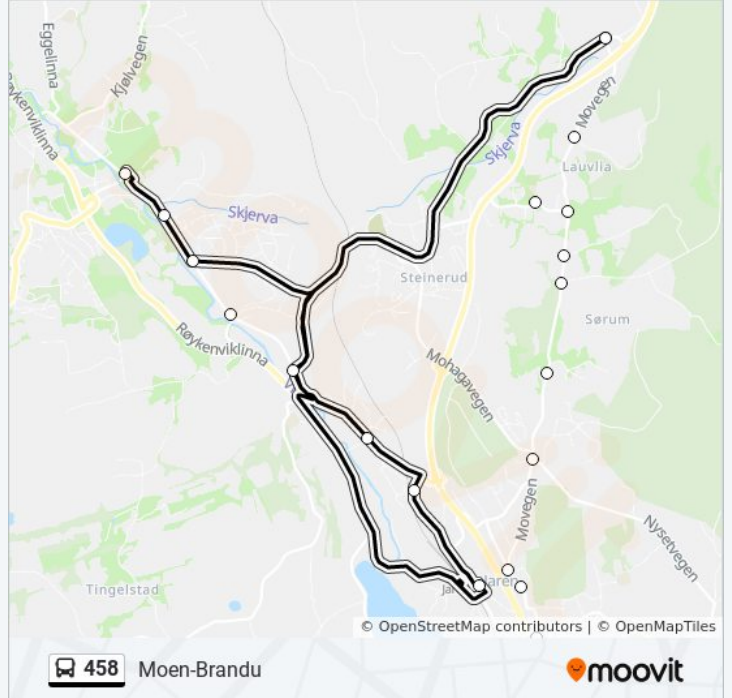 Eggelinna
Kjølvegen
Røykenviklinna
Movegen
Skjerva
Lauvlia
Skjerva
Steinerud
Sørum
Røykenviklinna
Mohagavegen
Movegen
Nysetvegen
Tingelstad
© OpenStreetMap contributors | © OpenMapTiles
458 Moen-Brandu
moovit